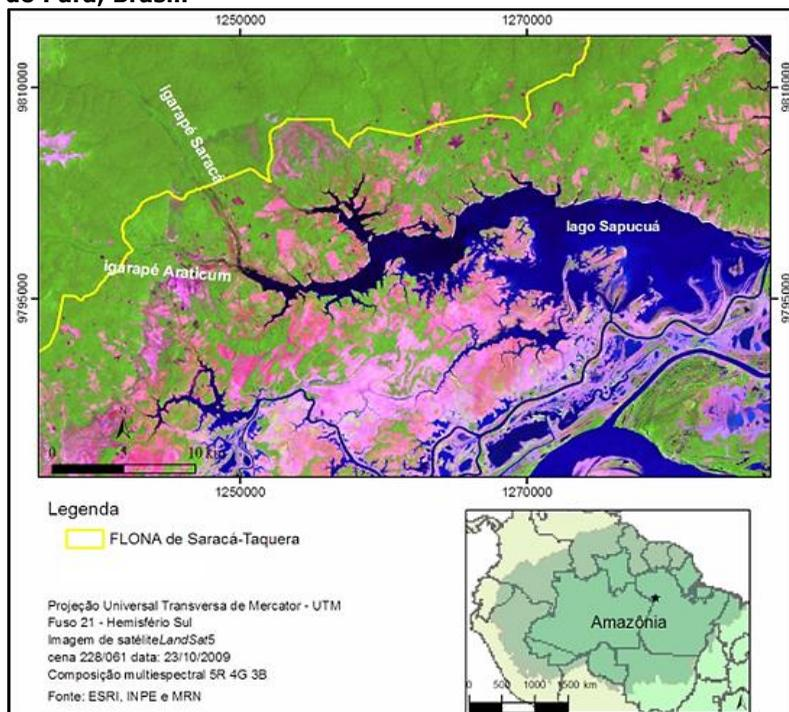 do Pará, Brasil.
1250000 1270000
9810000 9810000
igarapé Saracá
lago Sapucuá
igarapé Araticum
9795000 9795000
N
0 5 10 km
1250000 1270000
Legenda
FLONA de Saracá-Taquera
Projeção Universal Transversa de Mercator - UTM
Fuso 21 - Hemisfério Sul
Imagem de satéliteLandSat5
cena 228/061 data: 23/10/2009
Composição multiespectral 5R 4G 3B
Fonte: ESRI, INPE e MRN
Amazônia
0 500 1000 1500 km